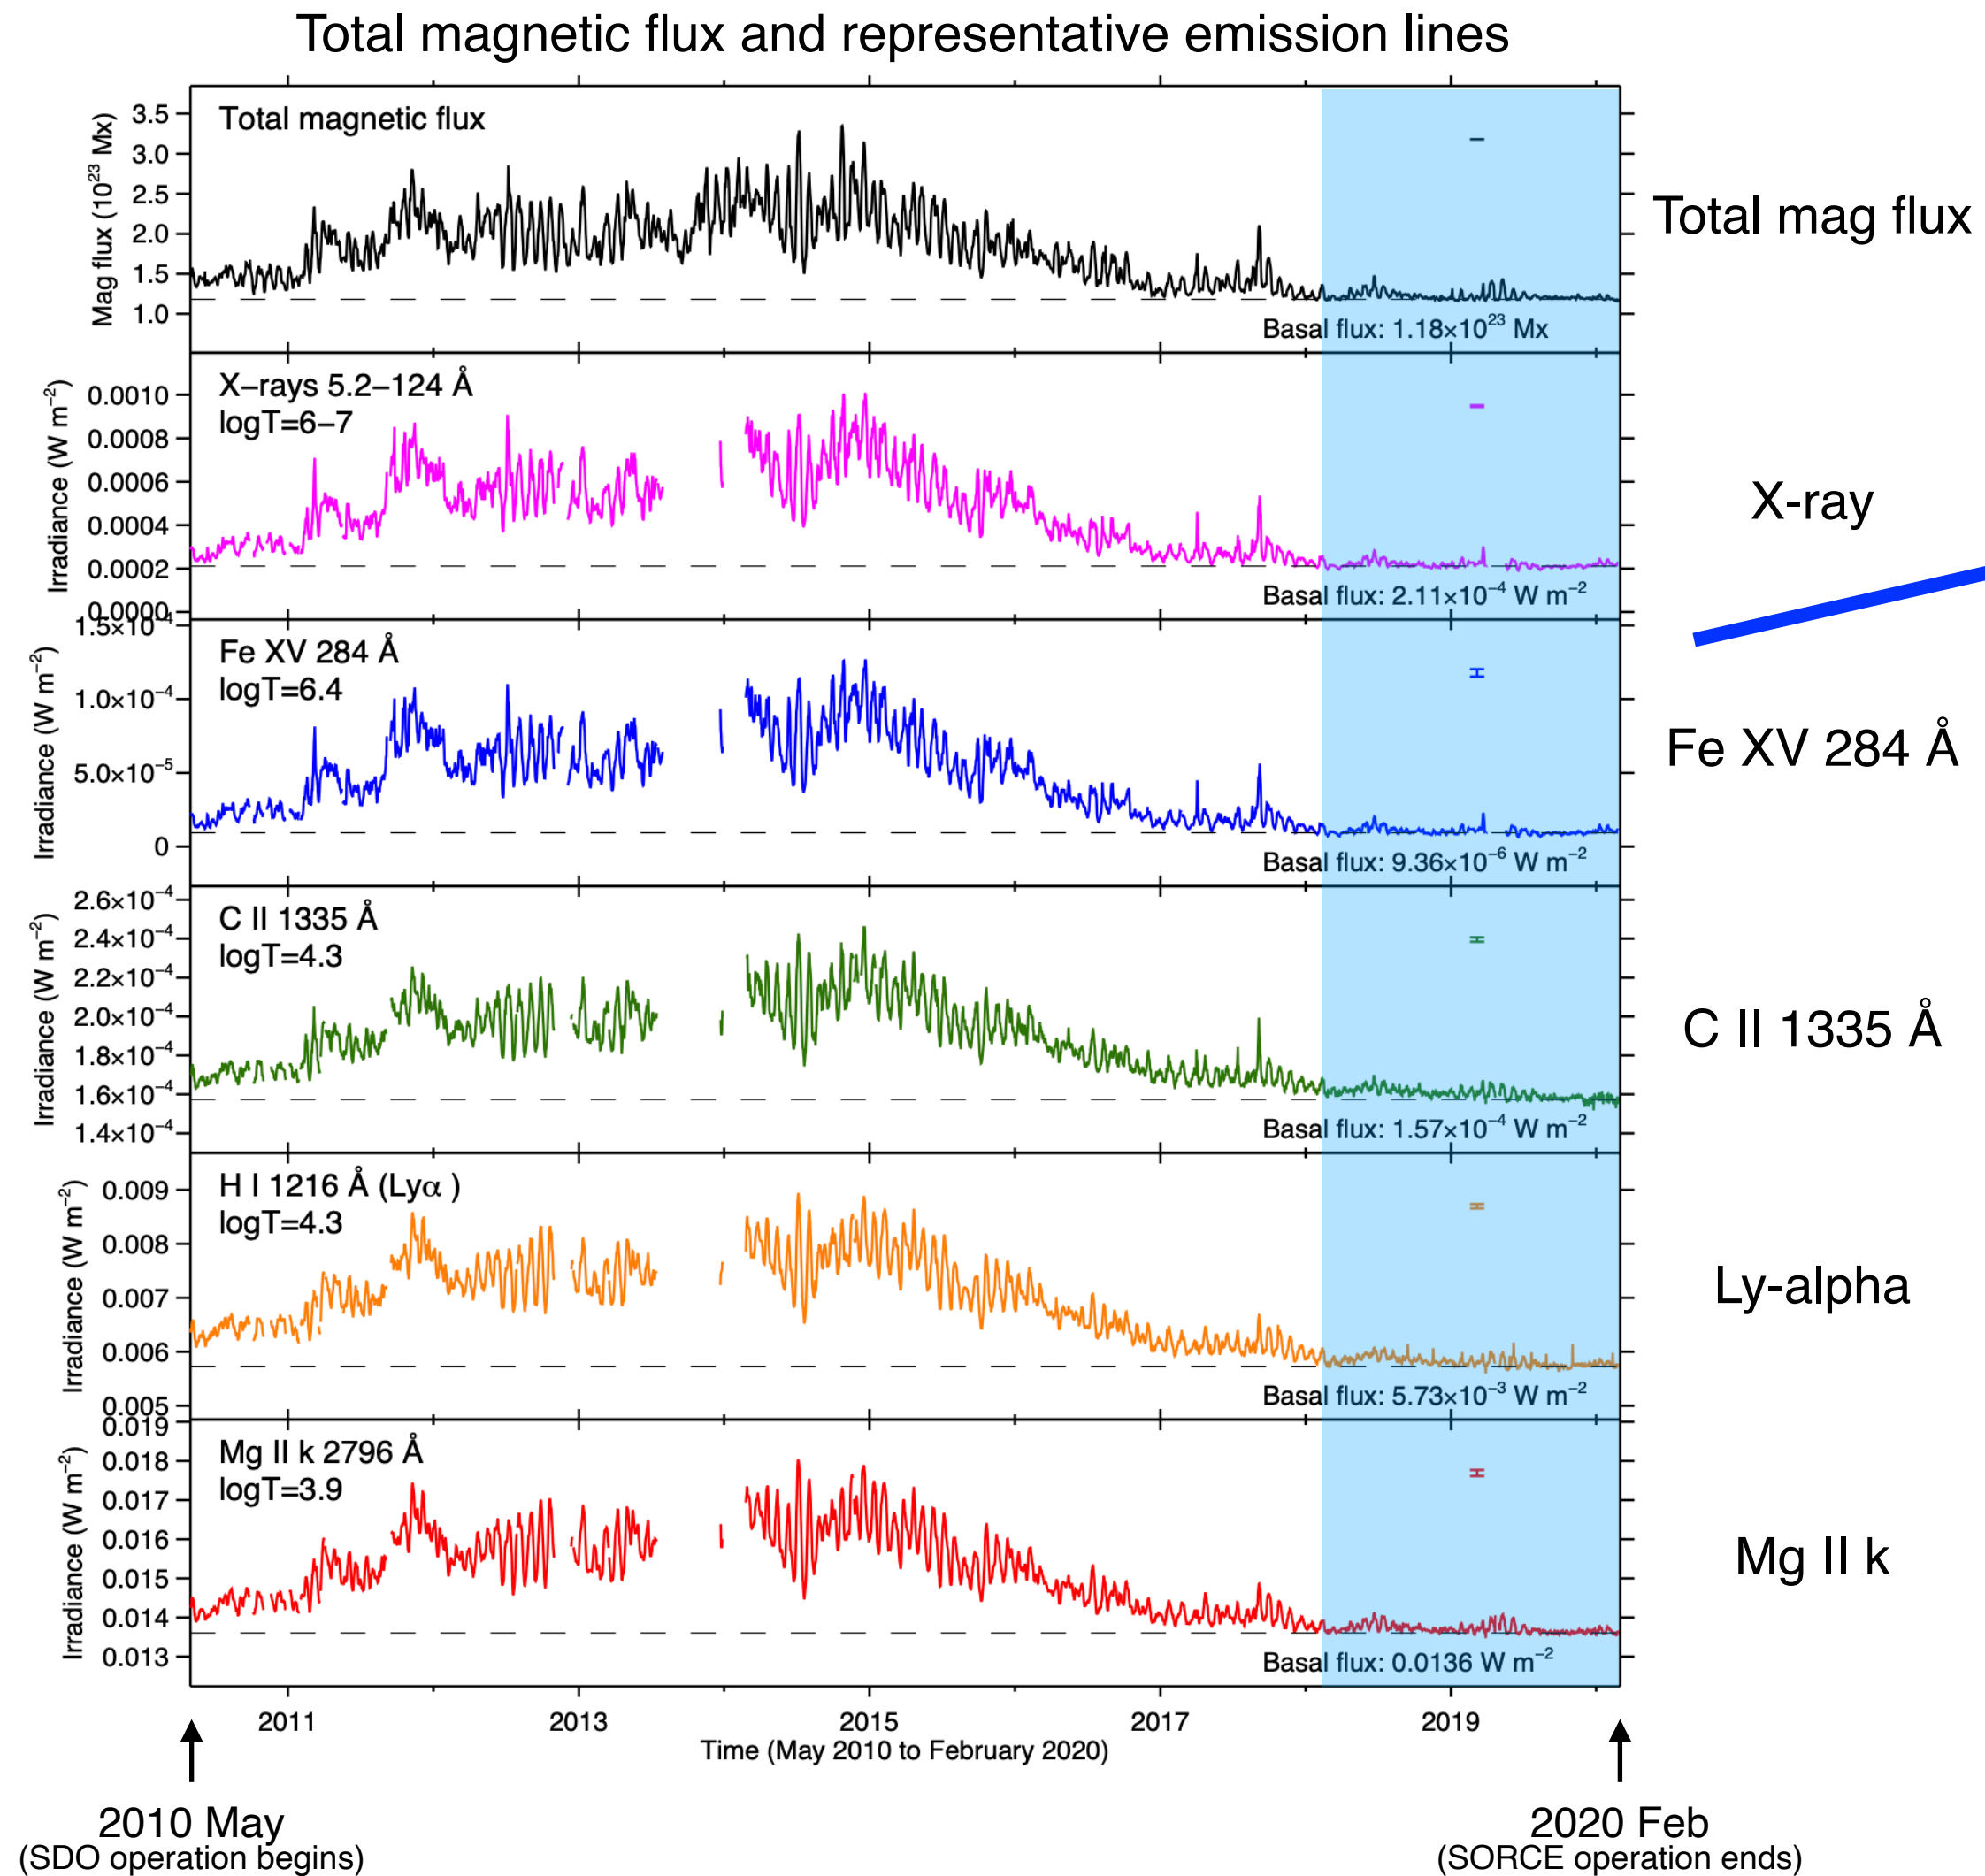 Total magnetic flux and representative emission lines
Total magnetic flux
Mag flux (10²³ Mx)
3.5
3.0
2.5
2.0
1.5
1.0
Basal flux: 1.18×10²³ Mx
Total mag flux
X−rays 5.2−124 Å
logT=6−7
Irradiance (W m⁻²)
0.0010
0.0008
0.0006
0.0004
0.0002
0.0000
Basal flux: 2.11×10⁻⁴ W m⁻²
X-ray
Fe XV 284 Å
logT=6.4
Irradiance (W m⁻²)
1.5×10⁻⁴
1.0×10⁻⁴
5.0×10⁻⁵
0
Basal flux: 9.36×10⁻⁶ W m⁻²
Fe XV 284 Å
C II 1335 Å
logT=4.3
Irradiance (W m⁻²)
2.6×10⁻⁴
2.4×10⁻⁴
2.2×10⁻⁴
2.0×10⁻⁴
1.8×10⁻⁴
1.6×10⁻⁴
1.4×10⁻⁴
Basal flux: 1.57×10⁻⁴ W m⁻²
C II 1335 Å
H I 1216 Å (Lyα )
logT=4.3
Irradiance (W m⁻²)
0.009
0.008
0.007
0.006
0.005
Basal flux: 5.73×10⁻³ W m⁻²
Ly-alpha
Mg II k 2796 Å
logT=3.9
Irradiance (W m⁻²)
0.019
0.018
0.017
0.016
0.015
0.014
0.013
Basal flux: 0.0136 W m⁻²
Mg II k
2011 2013 2015 2017 2019
Time (May 2010 to February 2020)
2010 May
(SDO operation begins)
2020 Feb
(SORCE operation ends)